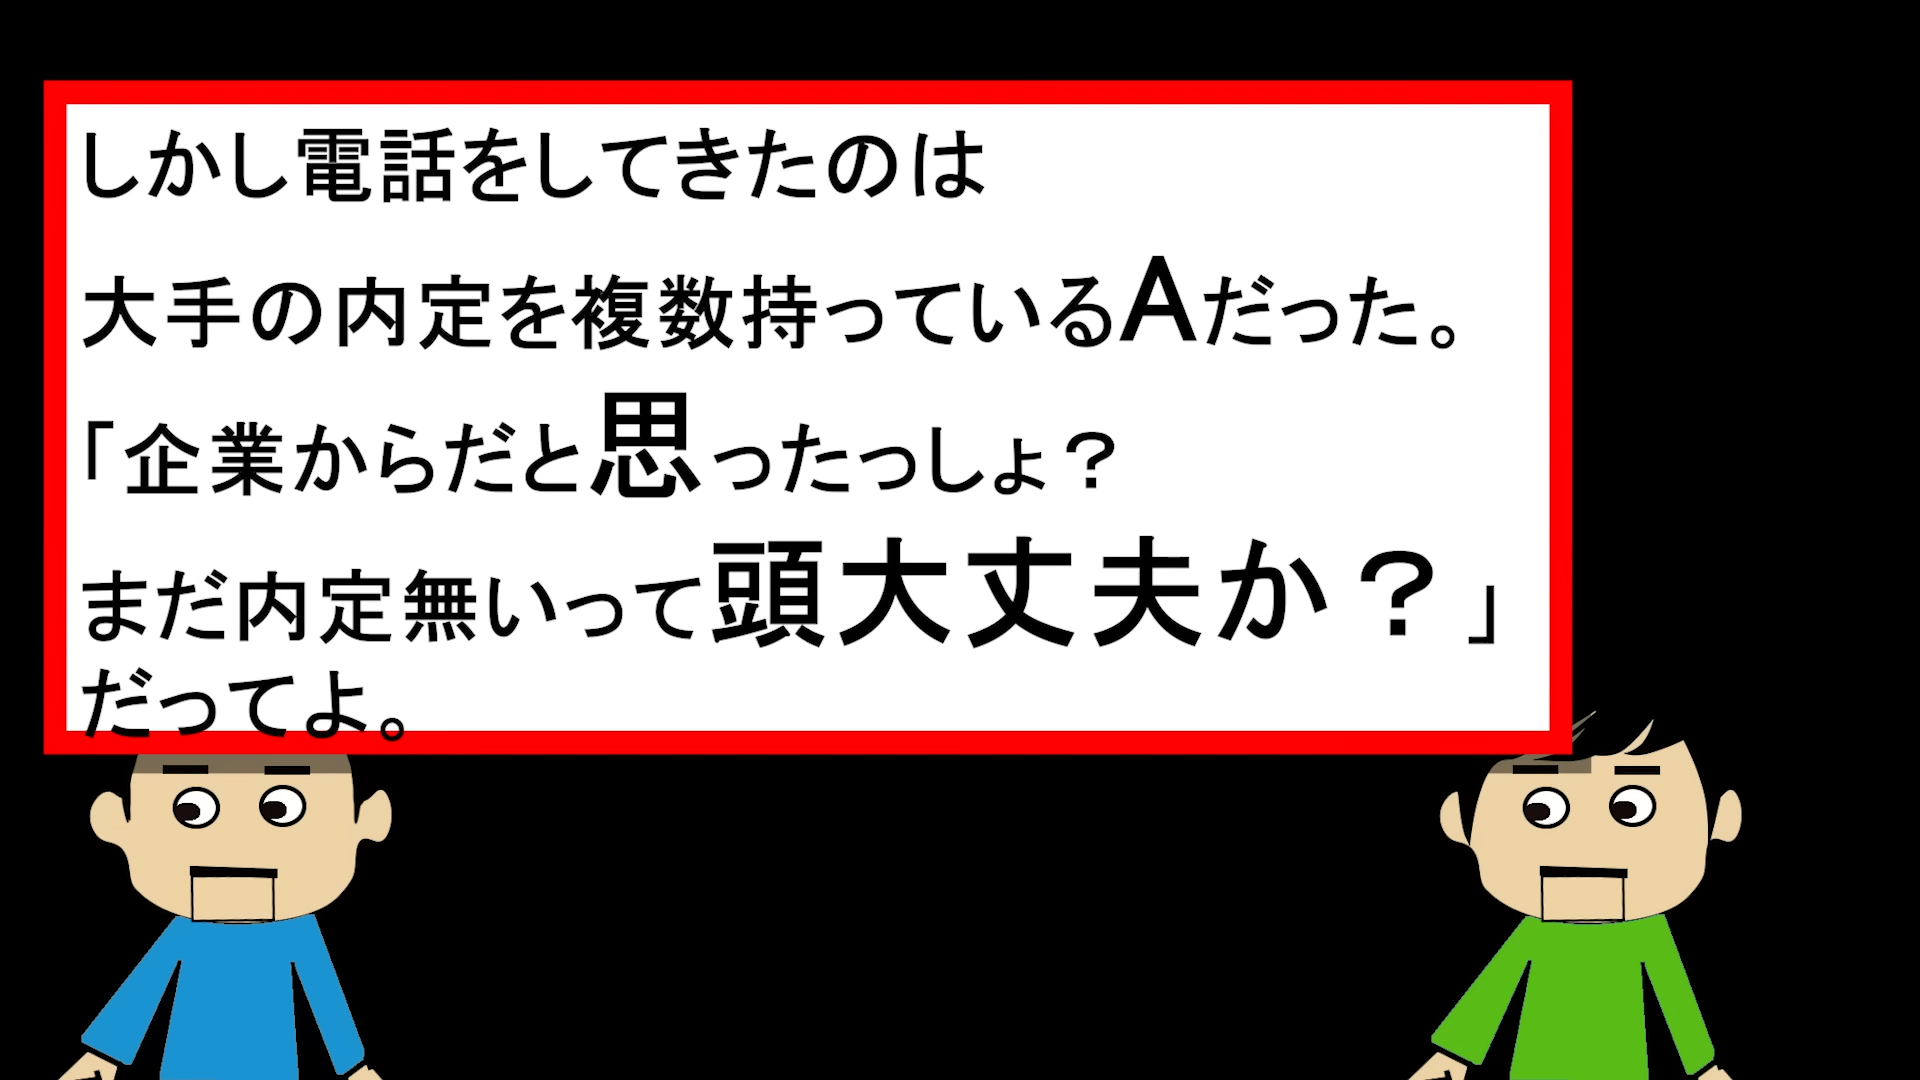 しかし電話をしてきたのは
大手の内定を複数持っているAだった。
「企業からだと思ったっしょ？
まだ内定無いって頭大丈夫か？」
だってよ。